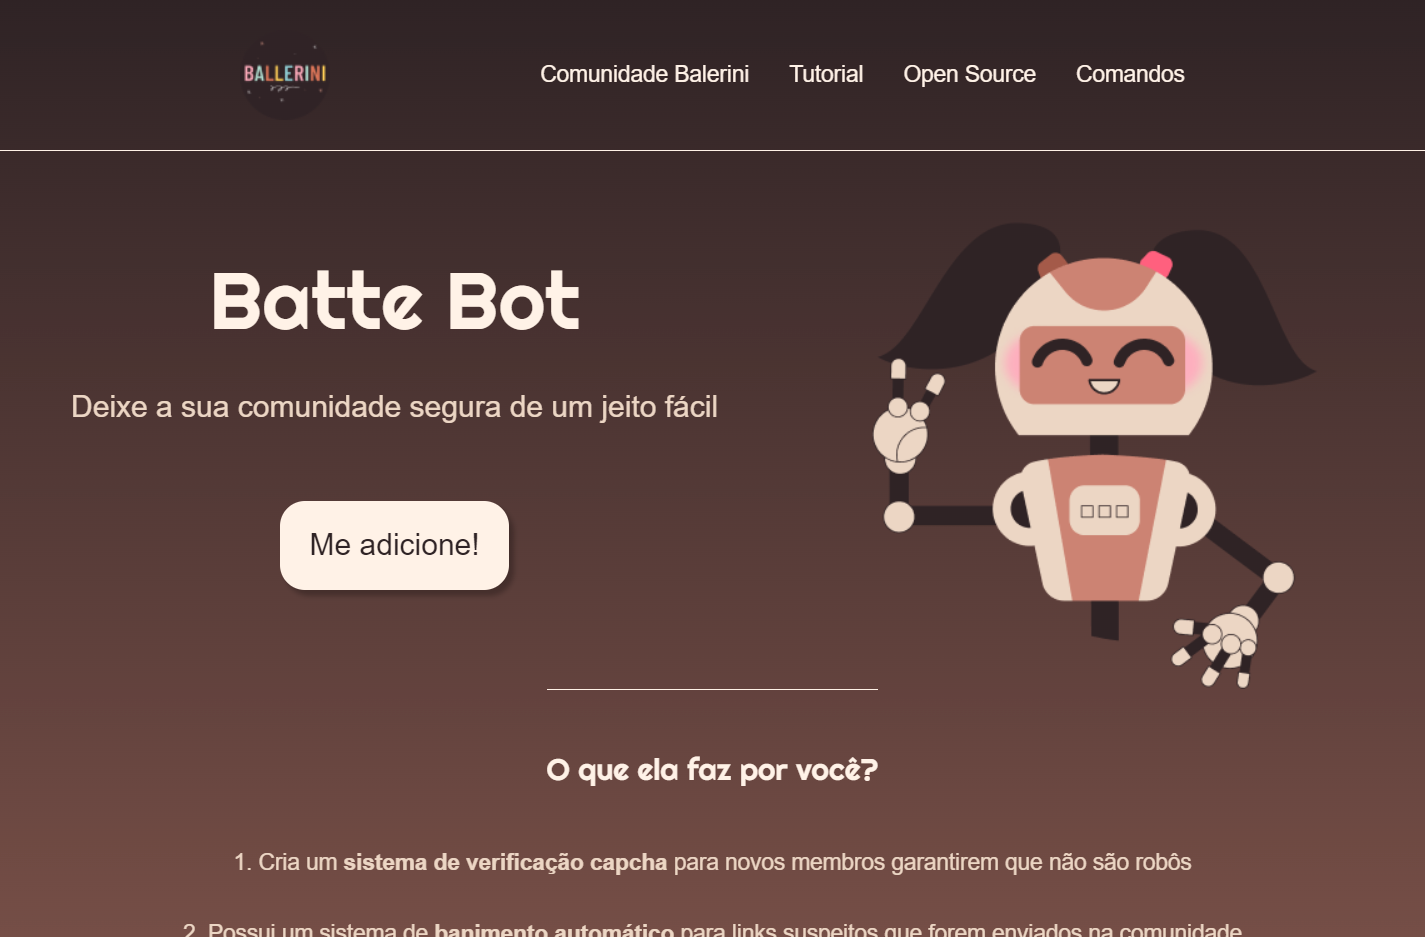 BALLERINI
Comunidade Balerini
Tutorial
Open Source
Comandos
Batte Bot
Deixe a sua comunidade segura de um jeito fácil
Me adicione!
O que ela faz por você?
1. Cria um sistema de verificação capcha para novos membros garantirem que não são robôs
2. Possui um sistema de banimento automático para links suspeitos que forem enviados na comunidade